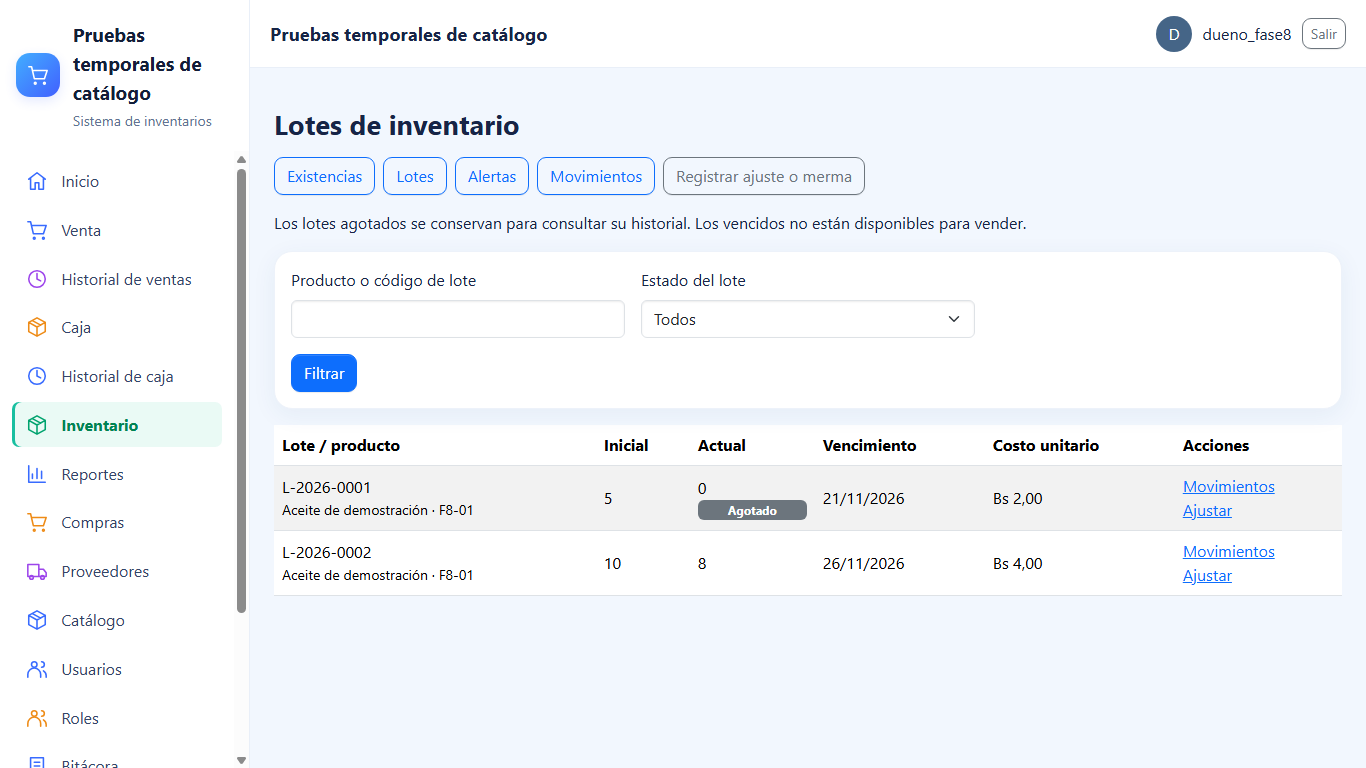 Pruebas
temporales de
catálogo
Sistema de inventarios
Inicio
Venta
Historial de ventas
Caja
Historial de caja
Inventario
Reportes
Compras
Proveedores
Catálogo
Usuarios
Roles
Bitácora
Pruebas temporales de catálogo
D dueno_fase8 Salir
Lotes de inventario
Existencias Lotes Alertas Movimientos Registrar ajuste o merma
Los lotes agotados se conservan para consultar su historial. Los vencidos no están disponibles para vender.
Producto o código de lote Estado del lote
Todos
Filtrar
Lote / producto Inicial Actual Vencimiento Costo unitario Acciones
L-2026-0001
Aceite de demostración · F8-01
5
0
Agotado
21/11/2026
Bs 2,00
Movimientos
Ajustar
L-2026-0002
Aceite de demostración · F8-01
10
8
26/11/2026
Bs 4,00
Movimientos
Ajustar